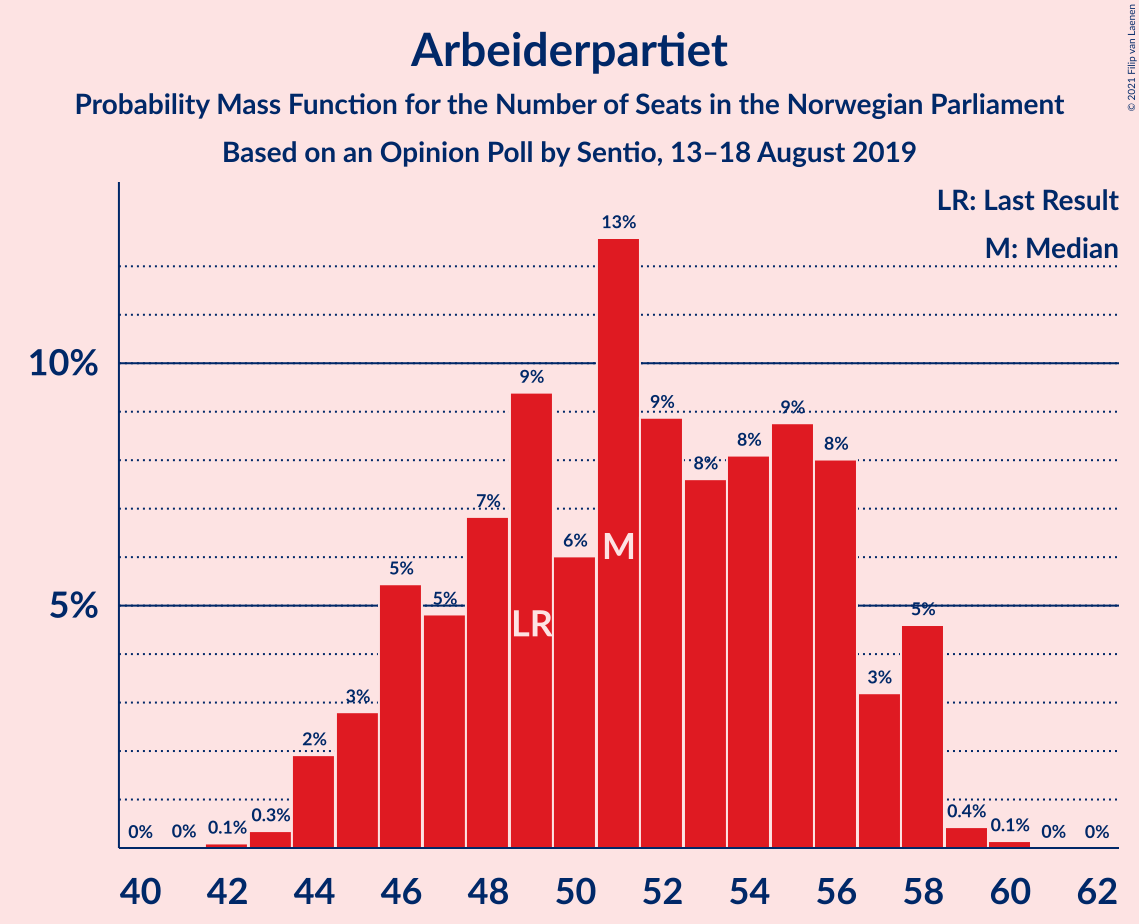 Arbeiderpartiet
Probability Mass Function for the Number of Seats in the Norwegian Parliament
Based on an Opinion Poll by Sentio, 13–18 August 2019
© 2021 Filip van Laenen
LR: Last Result
M: Median
10%
5%
0%
0%
0.1%
0.3%
2%
3%
5%
5%
7%
9%
6%
13%
9%
8%
8%
9%
8%
3%
5%
0.4%
0.1%
0%
0%
LR
M
40 42 44 46 48 50 52 54 56 58 60 62